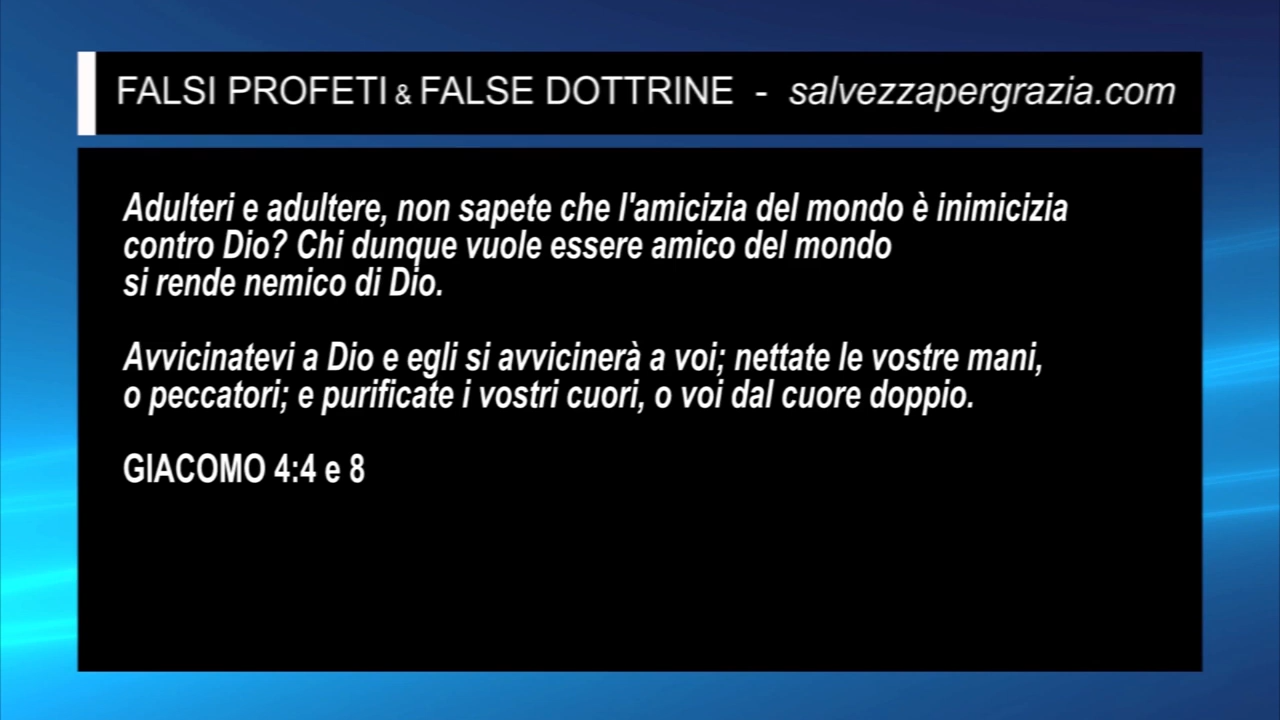 FALSI PROFETI & FALSE DOTTRINE - salvezzapergrazia.com
Adulteri e adultere, non sapete che l'amicizia del mondo è inimicizia
contro Dio? Chi dunque vuole essere amico del mondo
si rende nemico di Dio.
Avvicinatevi a Dio e egli si avvicinerà a voi; nettate le vostre mani,
o peccatori; e purificate i vostri cuori, o voi dal cuore doppio.
GIACOMO 4:4 e 8